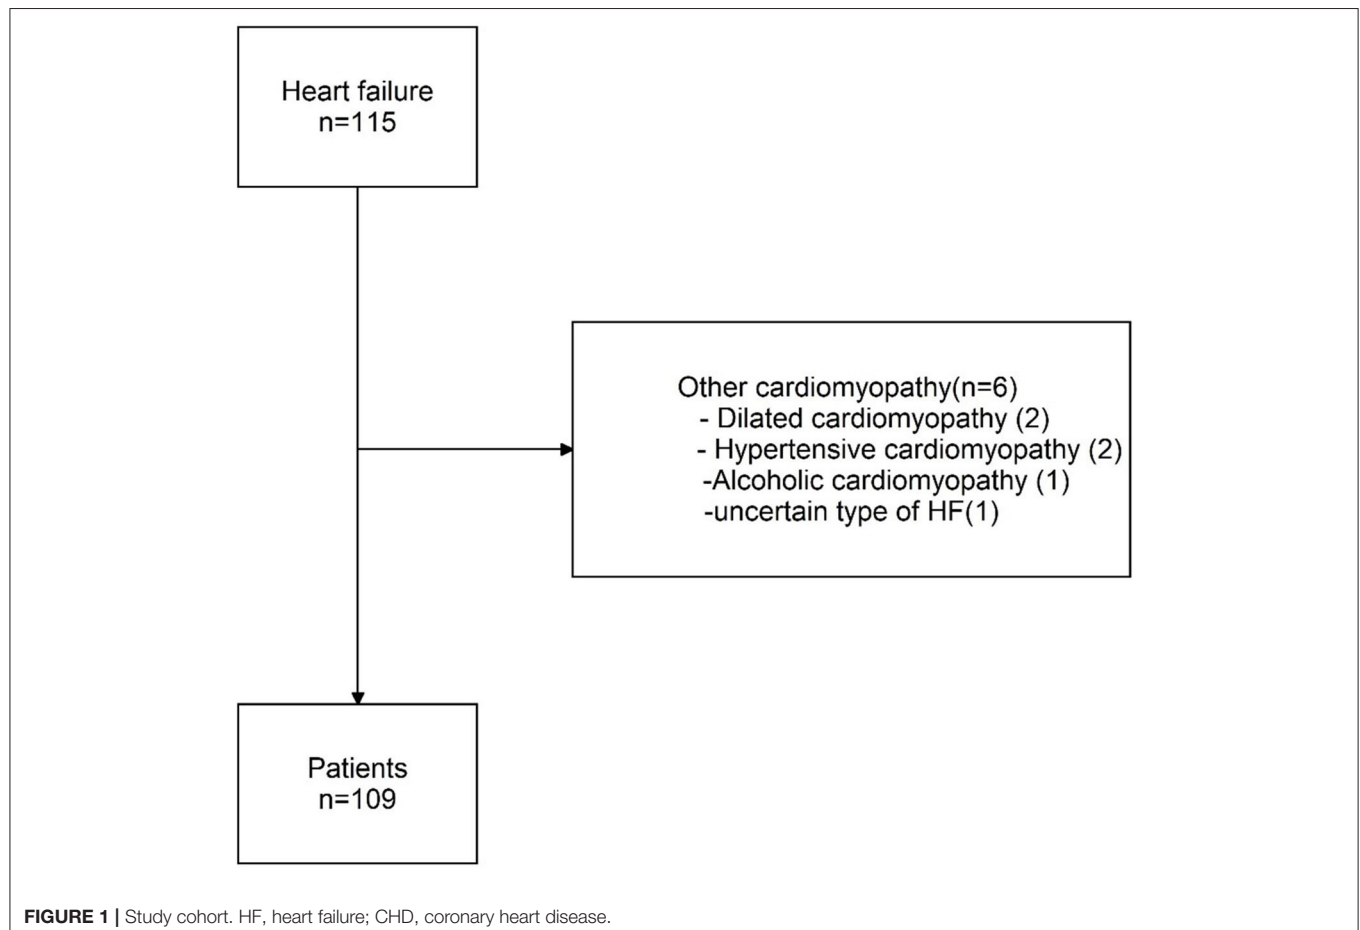 Heart failure
n=115
Other cardiomyopathy(n=6)
- Dilated cardiomyopathy (2)
- Hypertensive cardiomyopathy (2)
-Alcoholic cardiomyopathy (1)
-uncertain type of HF(1)
Patients
n=109
FIGURE 1 | Study cohort. HF, heart failure; CHD, coronary heart disease.